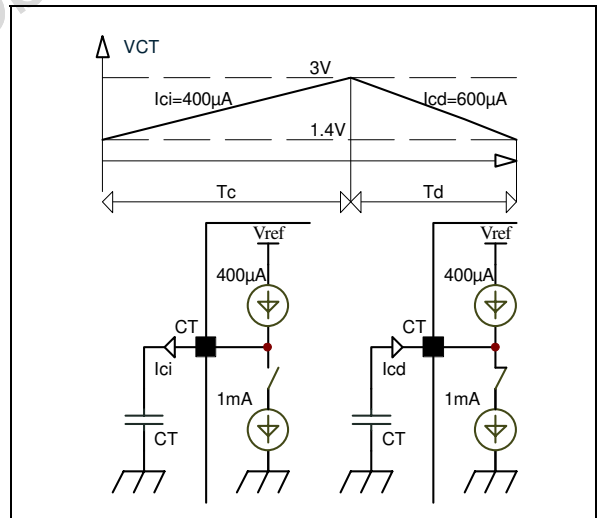 VCT
3V
Ici=400µA
Icd=600µA
1.4V
Tc
Td
Vref
Vref
400µA
400µA
CT
CT
Ici
Icd
1mA
1mA
CT
CT